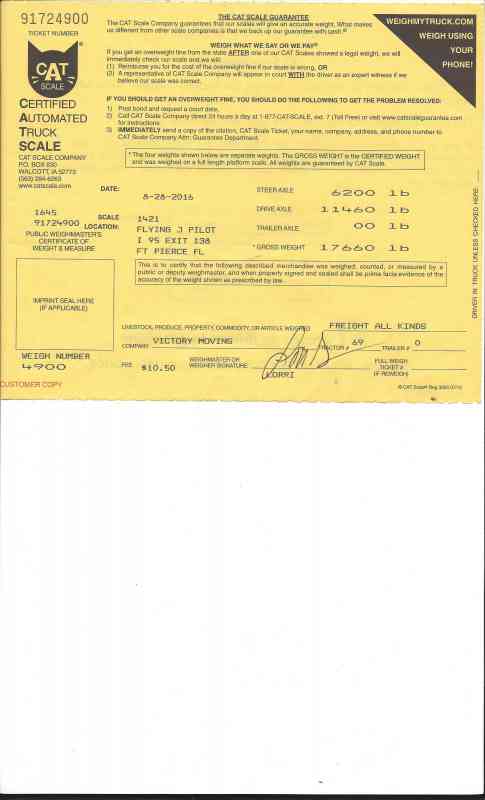 91724900
TICKET NUMBER
THE CAT SCALE GUARANTEE
The CAT Scale Company guarantees that our scales will give an accurate weight. What makes
us different from other scale companies is that we back up our guarantee with cash.
WEIGHMYTRUCK.COM
WEIGH USING
YOUR
PHONE!
WEIGH WHAT WE SAY OR WE PAY
If you get an overweight fine from the state AFTER one of our CAT Scales showed a legal weight, we will
immediately check our scale and we will:
(1) Reimburse you for the cost of the overweight fine if our scale is wrong, OR
(2) A representative of CAT Scale Company will appear in court WITH the driver as an expert witness if we
believe our scale was correct.
CAT
SCALE
CERTIFIED
AUTOMATED
TRUCK
SCALE
CAT SCALE COMPANY
P.O. BOX 630
WALCOTT, IA 52773
(563) 284-6263
www.catscale.com
IF YOU SHOULD GET AN OVERWEIGHT FINE, YOU SHOULD DO THE FOLLOWING TO GET THE PROBLEM RESOLVED:
1) Post bond and request a court date.
2) Call CAT Scale Company direct 24 hours a day at 1-877-CAT-SCALE, ext. 7 (Toll Free) or visit www.catscaleguarantee.com
for instructions.
3) IMMEDIATELY send a copy of the citation, CAT Scale Ticket, your name, company, address, and phone number to
CAT Scale Company Attn: Guarantee Department.
* The four weights shown below are separate weights. The GROSS WEIGHT is the CERTIFIED WEIGHT
and was weighed on a full length platform scale. All weights are guaranteed by CAT Scale.
DATE: 8-28-2016
STEER AXLE 6200 lb
DRIVE AXLE 11460 lb
TRAILER AXLE 00 lb
* GROSS WEIGHT 17660 lb
1645
91724900
PUBLIC WEIGHMASTER'S
CERTIFICATE OF
WEIGHT & MEASURE
SCALE 1421
LOCATION: FLYING J PILOT
I 95 EXIT 138
FT PIERCE FL
DRIVER IN TRUCK UNLESS CHECKED HERE
This is to certify that the following described merchandise was weighed, counted, or measured by a
public or deputy weighmaster, and when properly signed and sealed shall be prima facia evidence of the
accuracy of the weight shown as prescribed by law.
IMPRINT SEAL HERE
(IF APPLICABLE)
LIVESTOCK, PRODUCE, PROPERTY, COMMODITY, OR ARTICLE WEIGHED FREIGHT ALL KINDS
COMPANY VICTORY MOVING TRACTOR # 69 TRAILER # 0
WEIGH NUMBER
4900
FEE $10.50
WEIGHMASTER OR
WEIGHER SIGNATURE
LORRI
FULL WEIGH
TICKET #
(IF REWEIGH)
CUSTOMER COPY